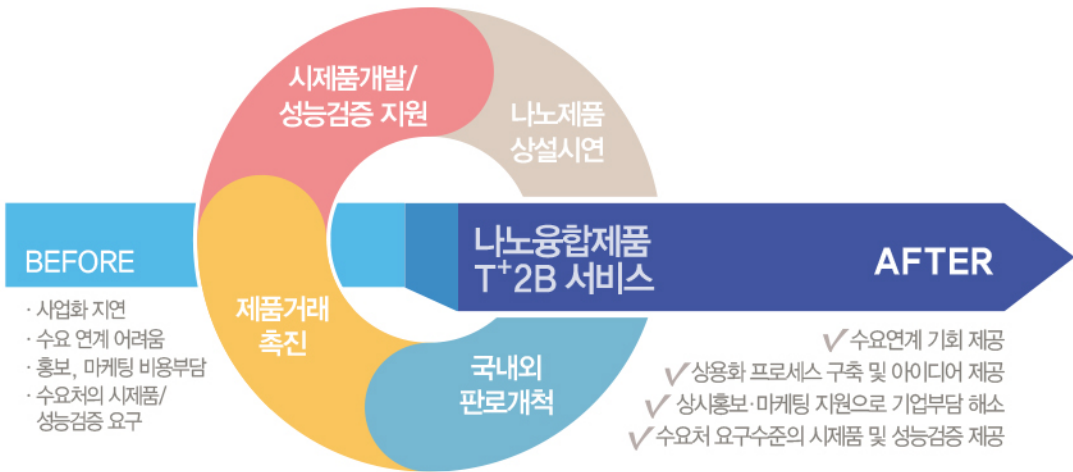 시제품개발/
성능검증 지원
나노제품
상설시연
BEFORE
나노융합제품
T⁺2B 서비스
AFTER
· 사업화 지연
· 수요 연계 어려움
· 홍보, 마케팅 비용부담
· 수요처의 시제품/
성능검증 요구
제품거래
촉진
국내외
판로개척
✓ 수요연계 기회 제공
✓ 상용화 프로세스 구축 및 아이디어 제공
✓ 상시홍보·마케팅 지원으로 기업부담 해소
✓ 수요처 요구수준의 시제품 및 성능검증 제공